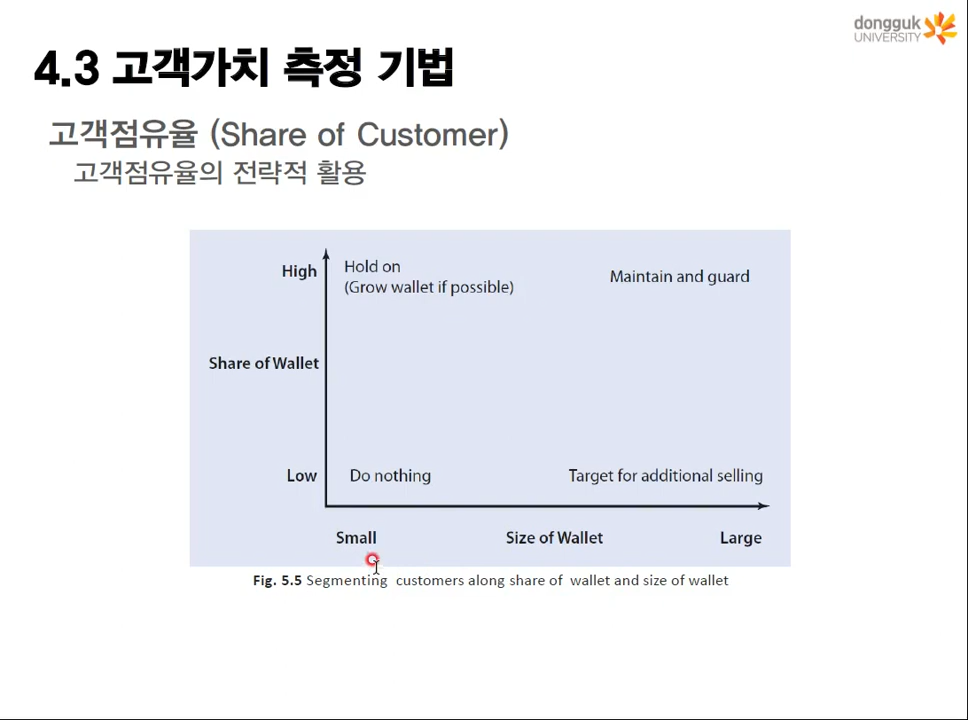 dongguk
UNIVERSITY
4.3 고객가치 측정 기법
고객점유율 (Share of Customer)
고객점유율의 전략적 활용
High
Hold on
(Grow wallet if possible)
Maintain and guard
Share of Wallet
Low
Do nothing
Target for additional selling
Small
Size of Wallet
Large
Fig. 5.5 Segmenting customers along share of wallet and size of wallet